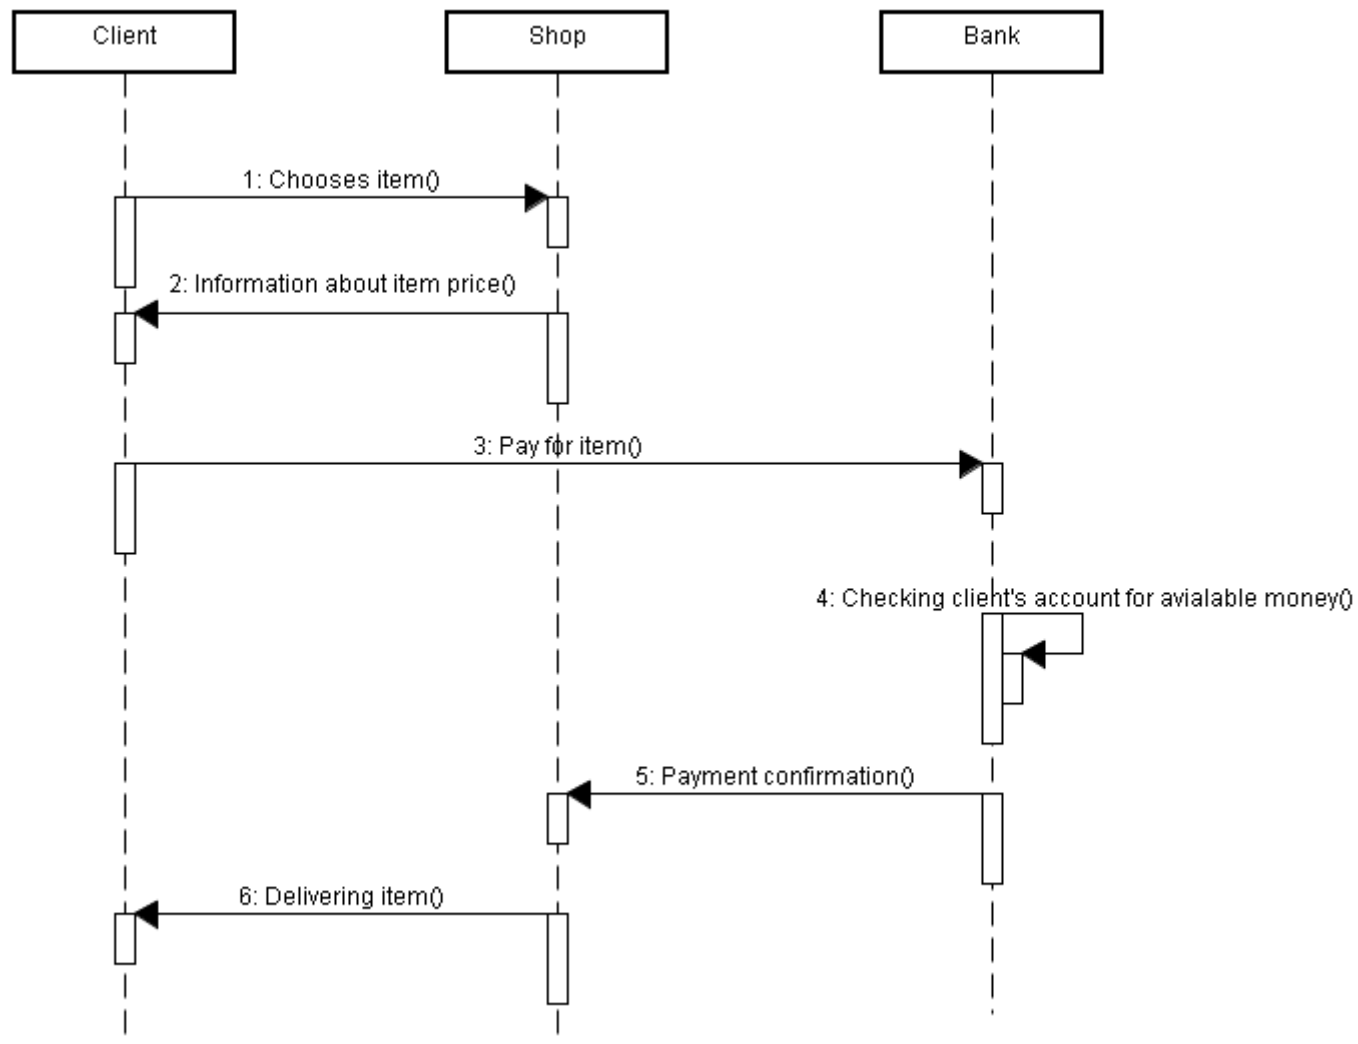 Client
Shop
Bank
1: Chooses item()
2: Information about item price()
3: Pay for item()
4: Checking client's account for avialable money()
5: Payment confirmation()
6: Delivering item()